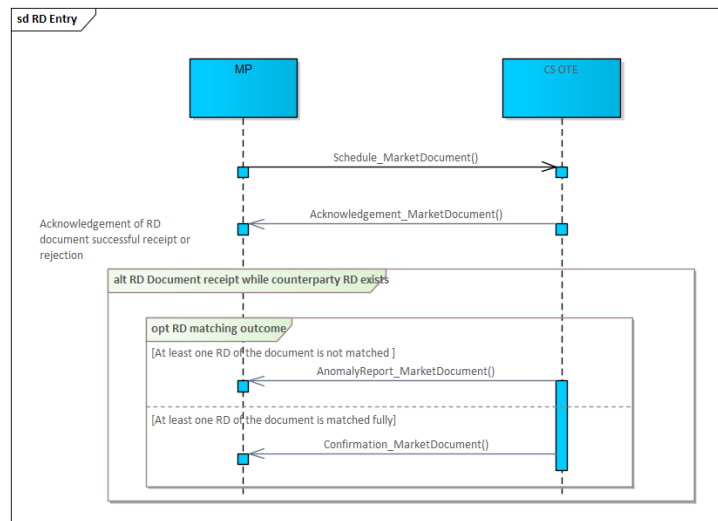 sd RD Entry
MP
CS OTE
Schedule_MarketDocument()
Acknowledgement_MarketDocument()
Acknowledgement of RD
document successful receipt or
rejection
alt RD Document receipt while counterparty RD exists
opt RD matching outcome
[At least one RD of the document is not matched ]
AnomalyReport_MarketDocument()
[At least one RD of the document is matched fully]
Confirmation_MarketDocument()